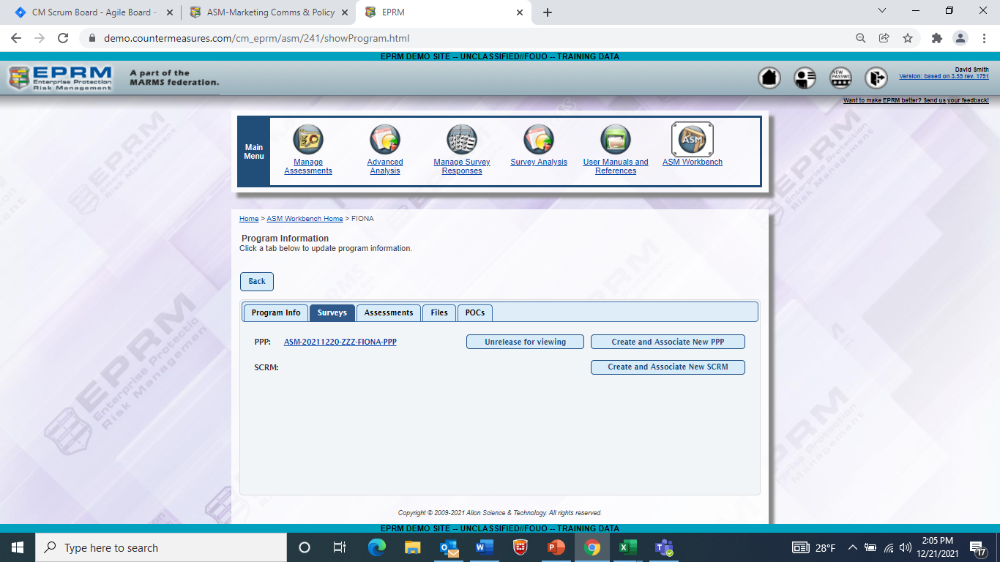 CM Scrum Board - Agile Board -
ASM-Marketing Comms & Policy
EPRM
demo.countermeasures.com/cm_eprm/asm/241/showProgram.html
EPRM DEMO SITE -- UNCLASSIFIED//FOUO -- TRAINING DATA
EPRM
Enterprise Protection
Risk Management
A part of the
MARMS federation.
NEW
PASSWO
David Smith
Version: based on 3.59 rev. 1791
Want to make EPRM better? Send us your feedback!
Main
Menu
Manage
Assessments
Advanced
Analysis
Manage Survey
Responses
Survey Analysis
User Manuals and
References
ASM
ASM Workbench
Home > ASM Workbench Home > FIONA
Program Information
Click a tab below to update program information.
Back
Program Info
Surveys
Assessments
Files
POCs
PPP:
ASM-20211220-ZZZ-FIONA-PPP
Unrelease for viewing
Create and Associate New PPP
SCRM:
Create and Associate New SCRM
Copyright © 2009-2021 Alion Science & Technology. All rights reserved.
EPRM DEMO SITE -- UNCLASSIFIED//FOUO -- TRAINING DATA
Type here to search
28°F
2:05 PM
12/21/2021
17